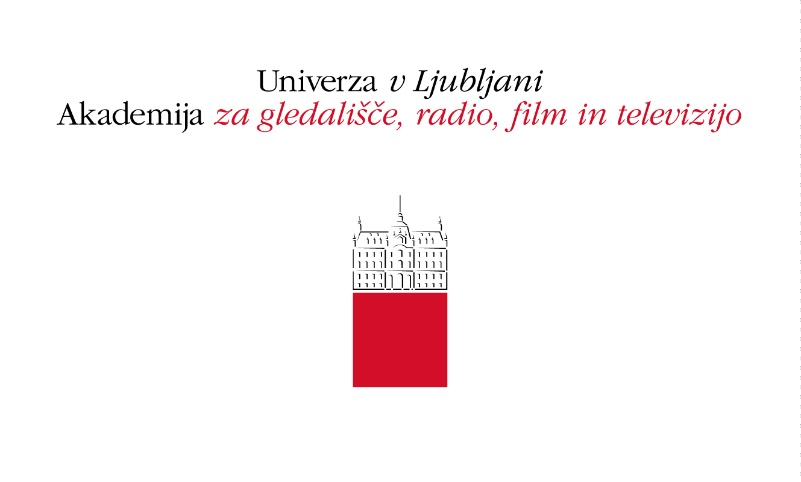 Univerza v Ljubljani
Akademija za gledališče, radio, film in televizijo